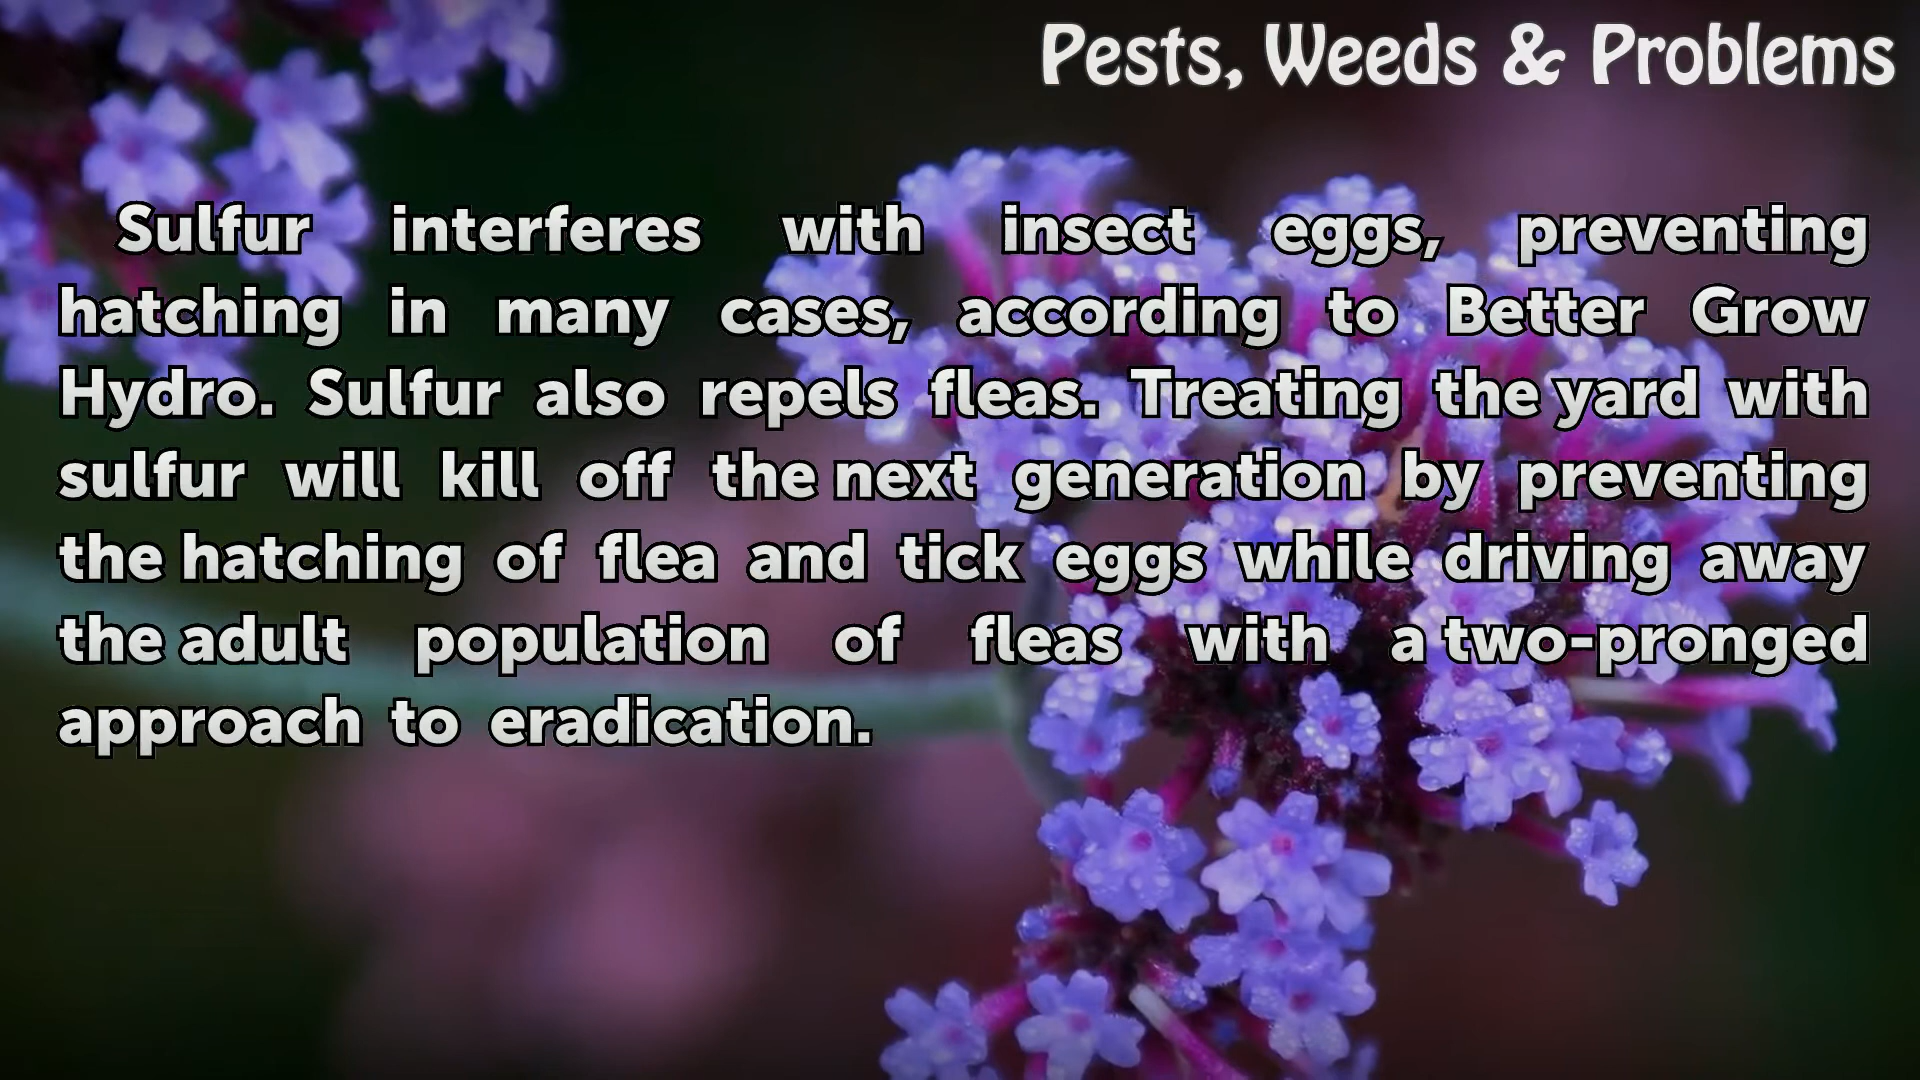 Pests, Weeds & Problems
Sulfur interferes with insect eggs, preventing
hatching in many cases, according to Better Grow
Hydro. Sulfur also repels fleas. Treating the yard with
sulfur will kill off the next generation by preventing
the hatching of flea and tick eggs while driving away
the adult population of fleas with a two-pronged
approach to eradication.